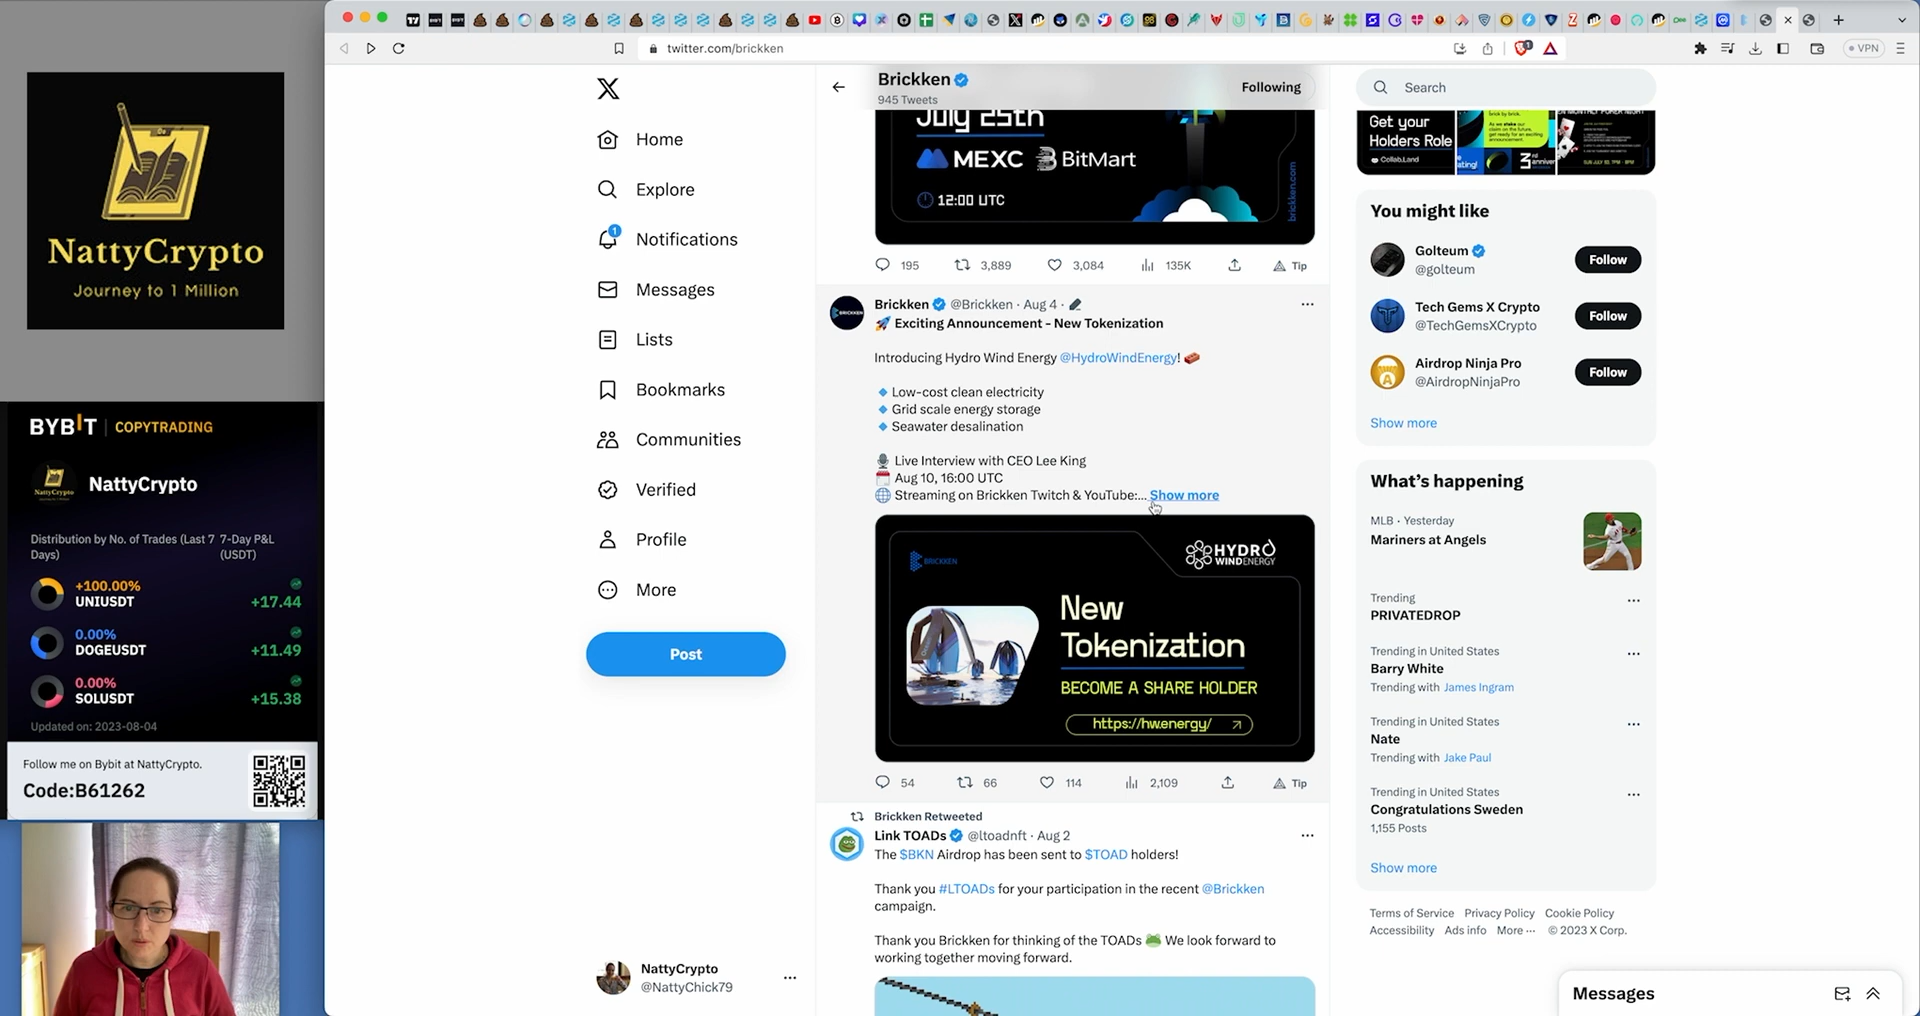 NattyCrypto
Journey to 1 Million
BYBIT | COPYTRADING
NattyCrypto
Distribution by No. of Trades (Last 7 Days)
7-Day P&L (USDT)
+100.00%
UNIUSDT
+17.44
0.00%
DOGEUSDT
+11.49
0.00%
SOLUSDT
+15.38
Updated on: 2023-08-04
Follow me on Bybit at NattyCrypto.
Code:B61262
twitter.com/brickken
VPN
X
Home
Explore
1
Notifications
Messages
Lists
Bookmarks
Communities
Verified
Profile
More
Post
NattyCrypto
@NattyChick79
Brickken
945 Tweets
Following
July 25th
MEXC BitMart
12:00 UTC
brickken.com
195 3,889 3,084 135K Tip
Brickken @Brickken · Aug 4 ·
🚀 Exciting Announcement - New Tokenization
Introducing Hydro Wind Energy @HydroWindEnergy! 🧱
🔹 Low-cost clean electricity
🔹 Grid scale energy storage
🔹 Seawater desalination
🎙️ Live Interview with CEO Lee King
🗓️ Aug 10, 16:00 UTC
🌐 Streaming on Brickken Twitch & YouTube:... Show more
BRICKKEN
HYDRO
WINDENERGY
New
Tokenization
BECOME A SHARE HOLDER
https://hw.energy/
54 66 114 2,109 Tip
Brickken Retweeted
Link TOADs @ltoadnft · Aug 2
The $BKN Airdrop has been sent to $TOAD holders!
Thank you #LTOADs for your participation in the recent @Brickken
campaign.
Thank you Brickken for thinking of the TOADs 🐸 We look forward to
working together moving forward.
Search
Get your
Holders Role
Collab.Land
You might like
Golteum
@golteum
Follow
Tech Gems X Crypto
@TechGemsXCrypto
Follow
Airdrop Ninja Pro
@AirdropNinjaPro
Follow
Show more
What's happening
MLB · Yesterday
Mariners at Angels
Trending
PRIVATEDROP
Trending in United States
Barry White
Trending with James Ingram
Trending in United States
Nate
Trending with Jake Paul
Trending in United States
Congratulations Sweden
1,155 Posts
Show more
Terms of Service Privacy Policy Cookie Policy
Accessibility Ads info More ··· © 2023 X Corp.
Messages